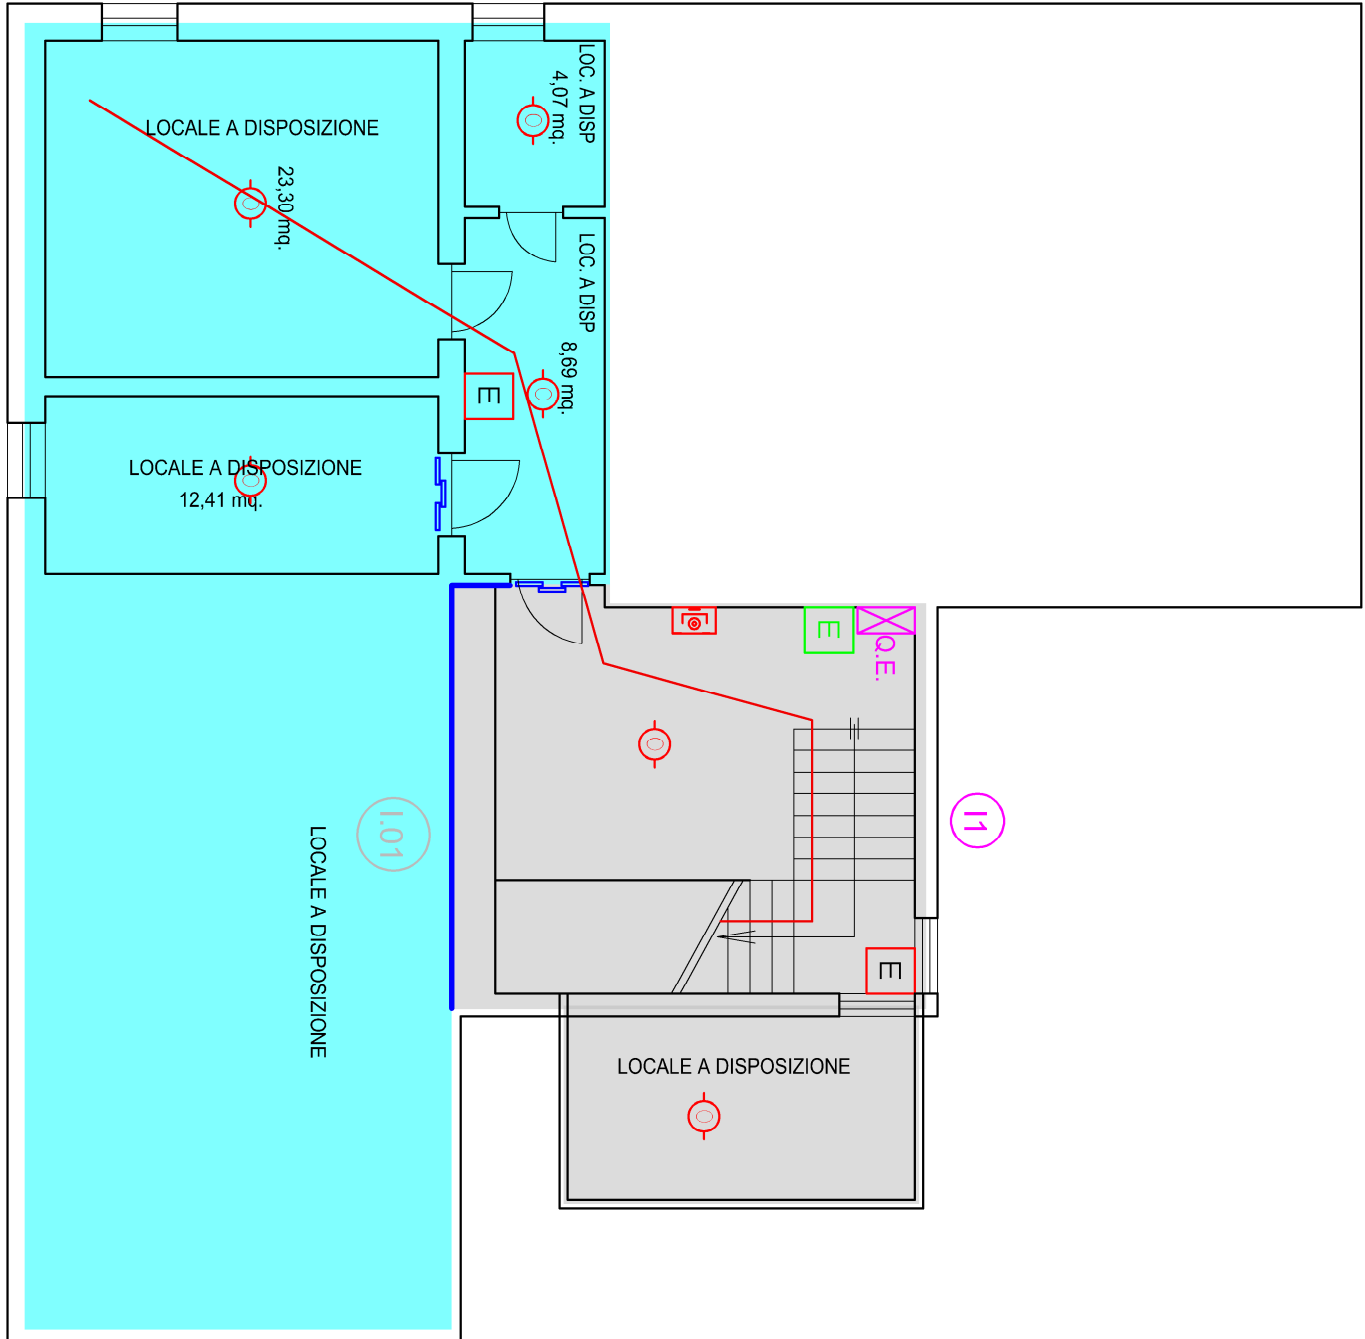 LOCALE A DISPOSIZIONE
23,30 mq.
LOC. A DISP
4,07 mq.
LOC. A DISP
8,69 mq.
E
LOCALE A DISPOSIZIONE
12,41 mq.
E
Q.E.
I.01
LOCALE A DISPOSIZIONE
I1
E
LOCALE A DISPOSIZIONE